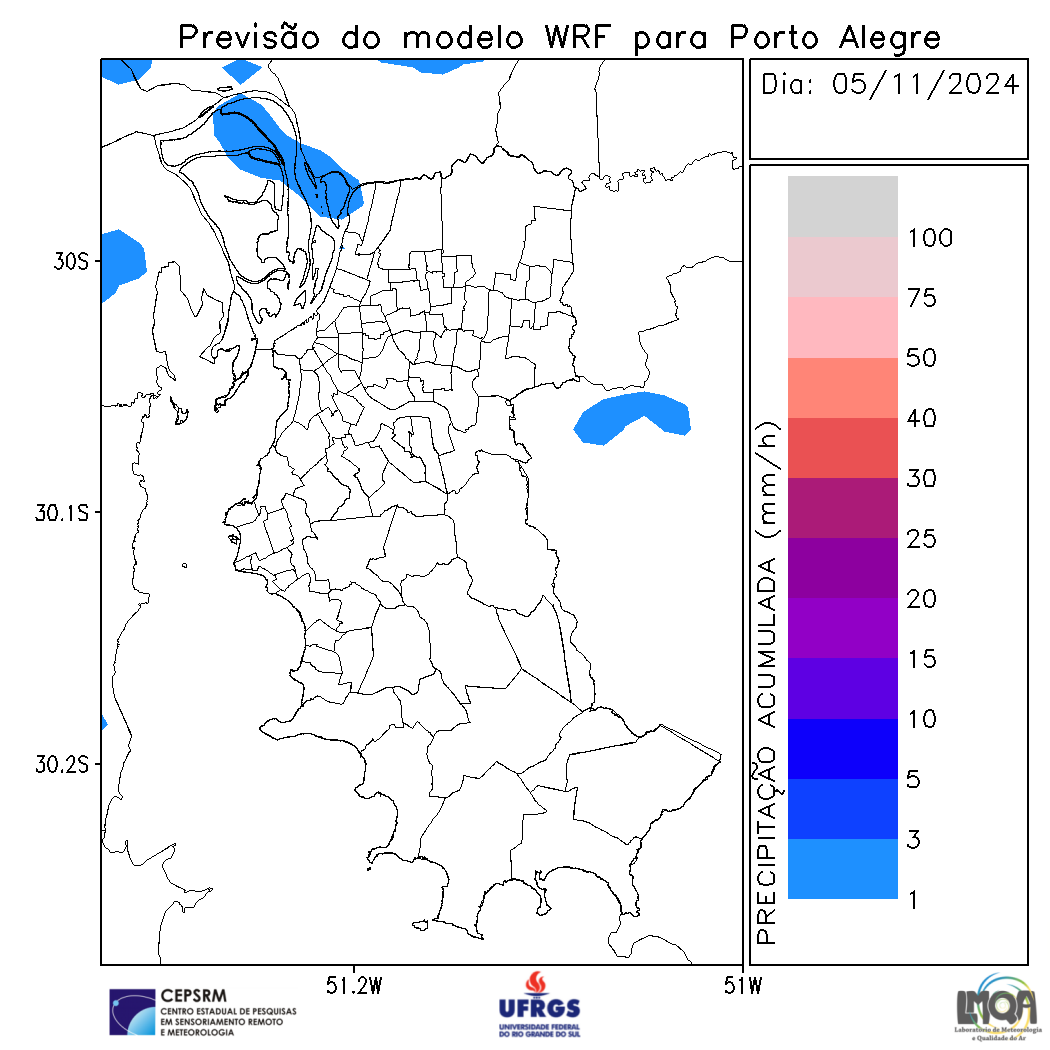 Previsão do modelo WRF para Porto Alegre
Dia: 05/11/2024
30S
30.1S
30.2S
51.2W
51W
PRECIPITAÇÃO ACUMULADA (mm/h)
100
75
50
40
30
25
20
15
10
5
3
1
CEPSRM
CENTRO ESTADUAL DE PESQUISAS
EM SENSORIAMENTO REMOTO
E METEOROLOGIA
UFRGS
UNIVERSIDADE FEDERAL
DO RIO GRANDE DO SUL
LMQA
Laboratório de Meteorologia
e Qualidade do Ar